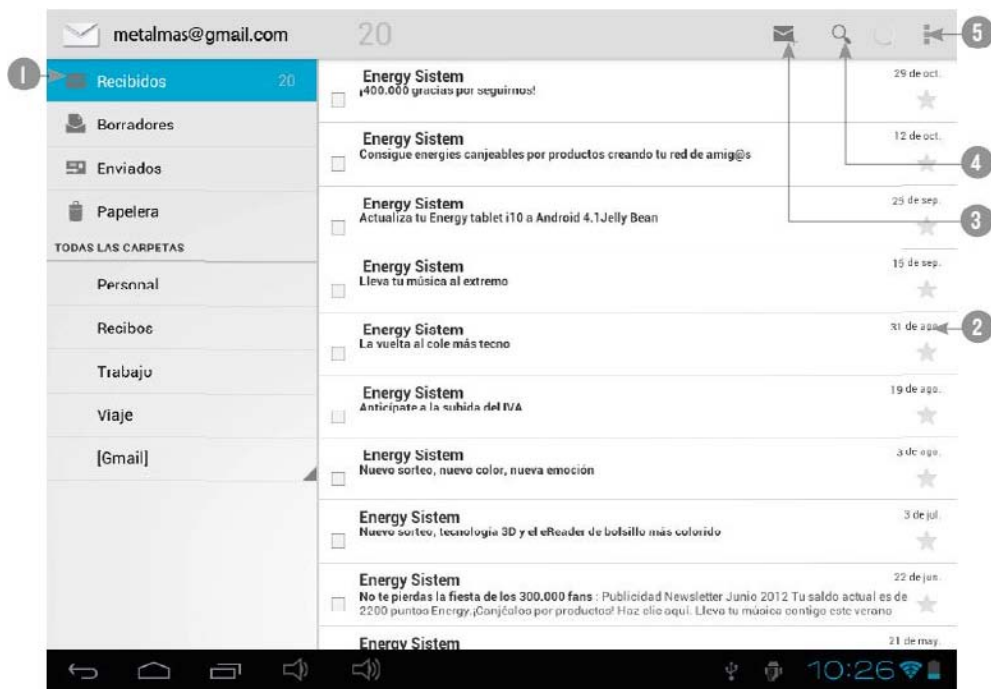 metalmas@gmail.com
20
5
1
Recibidos
20
Borradores
Enviados
Papelera
TODAS LAS CARPETAS
Personal
Recibos
Trabajo
Viaje
[Gmail]
Energy Sistem
29 de oct.
¡400.000 gracias por seguirnos!
Energy Sistem
12 de oct.
Consigue energies canjeables por productos creando tu red de amig@s
4
Energy Sistem
25 de sep.
Actualiza tu Energy tablet i10 a Android 4.1Jelly Bean
3
Energy Sistem
15 de sep.
Lleva tu música al extremo
Energy Sistem
31 de ago.
2
La vuelta al cole más tecno
Energy Sistem
19 de ago.
Anticípate a la subida del IVA
Energy Sistem
3 de ago.
Nuevo sorteo, nuevo color, nueva emoción
Energy Sistem
3 de jul.
Nuevo sorteo, tecnología 3D y el eReader de bolsillo más colorido
Energy Sistem
22 de jun.
No te pierdas la fiesta de los 300.000 fans : Publicidad Newsletter Junio 2012 Tu saldo actual es de
2200 puntos Energy.¡Canjéalos por productos! Haz clic aquí. Lleva tu música contigo este verano
Energy Sistem
21 de may.
10:26